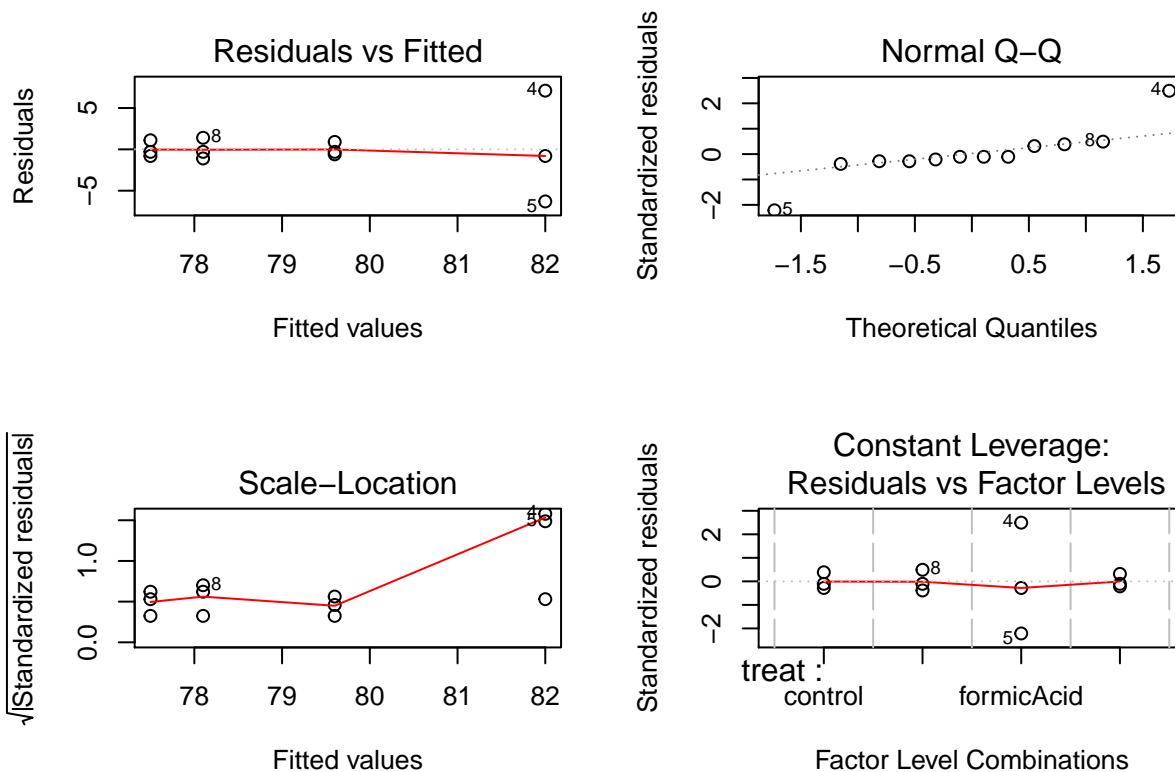 Residuals vs Fitted
Residuals
5
−5
4
8
5
78 79 80 81 82
Fitted values
Normal Q−Q
Standardized residuals
2
0
−2
4
8
5
−1.5 −0.5 0.5 1.5
Theoretical Quantiles
Scale−Location
√|Standardized residuals|
1.0
0.0
4
5
8
78 79 80 81 82
Fitted values
Constant Leverage:
Residuals vs Factor Levels
Standardized residuals
2
0
−2
4
8
5
treat :
control formicAcid
Factor Level Combinations